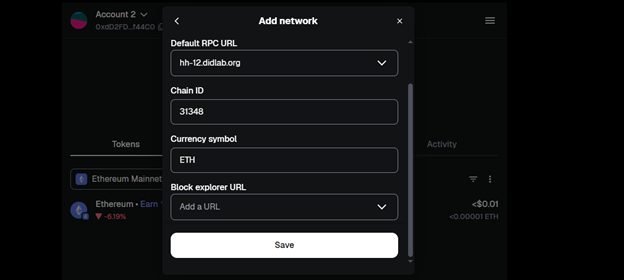 Account 2
0xdD2FD...f44C0
Add network
Default RPC URL
hh-12.didlab.org
Chain ID
31348
Currency symbol
ETH
Block explorer URL
Add a URL
Save
Tokens
Activity
Ethereum Mainnet
Ethereum • Earn
-6.19%
<$0.01
<0.00001 ETH